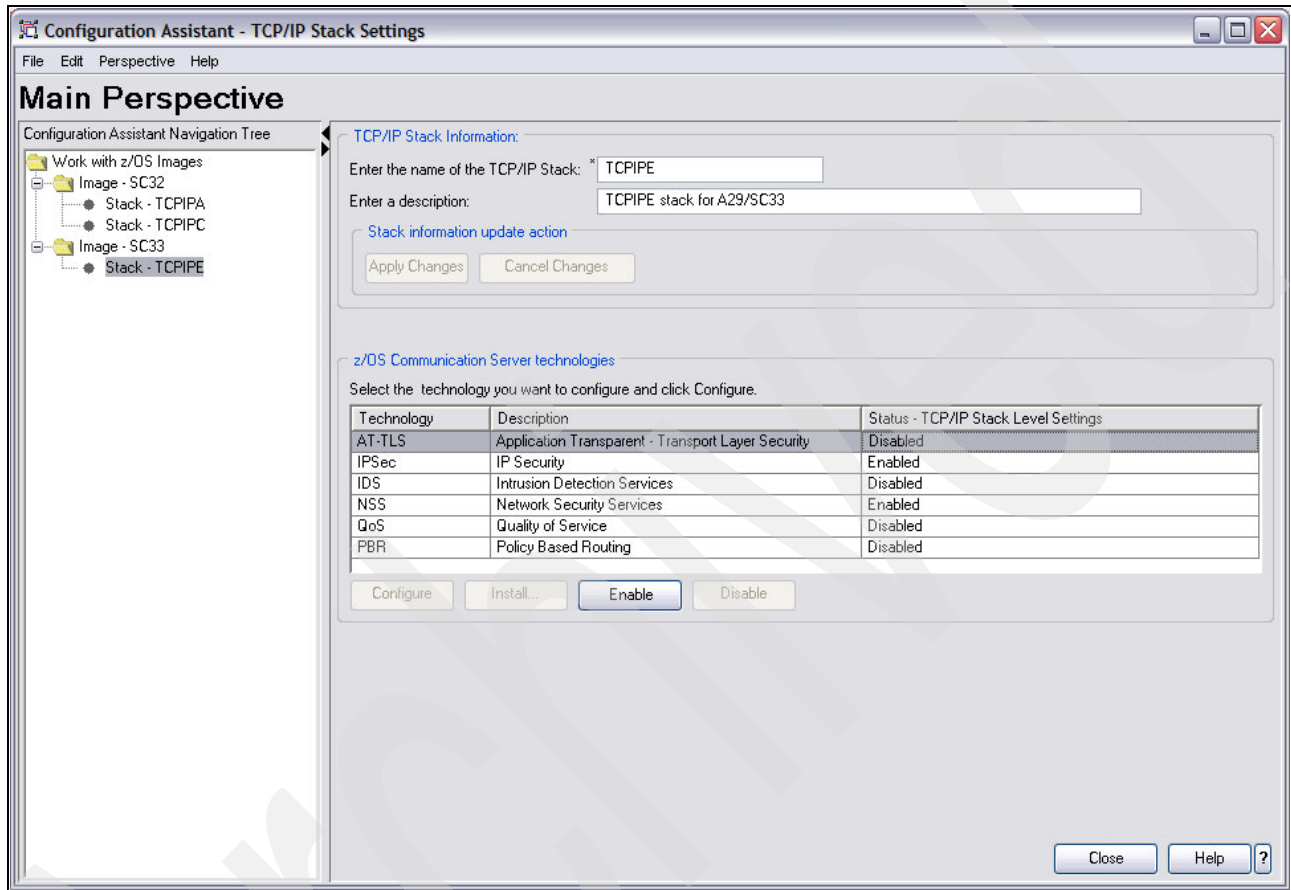 Configuration Assistant - TCP/IP Stack Settings
File Edit Perspective Help
Main Perspective
Configuration Assistant Navigation Tree
Work with z/OS Images
Image - SC32
Stack - TCPIPA
Stack - TCPIPC
Image - SC33
Stack - TCPIPE
TCP/IP Stack Information:
Enter the name of the TCP/IP Stack: * TCPIPE
Enter a description: TCPIPE stack for A29/SC33
Stack information update action
Apply Changes Cancel Changes
z/OS Communication Server technologies
Select the technology you want to configure and click Configure.
Technology Description Status - TCP/IP Stack Level Settings
AT-TLS Application Transparent - Transport Layer Security Disabled
IPSec IP Security Enabled
IDS Intrusion Detection Services Disabled
NSS Network Security Services Enabled
QoS Quality of Service Disabled
PBR Policy Based Routing Disabled
Configure Install... Enable Disable
Close Help ?